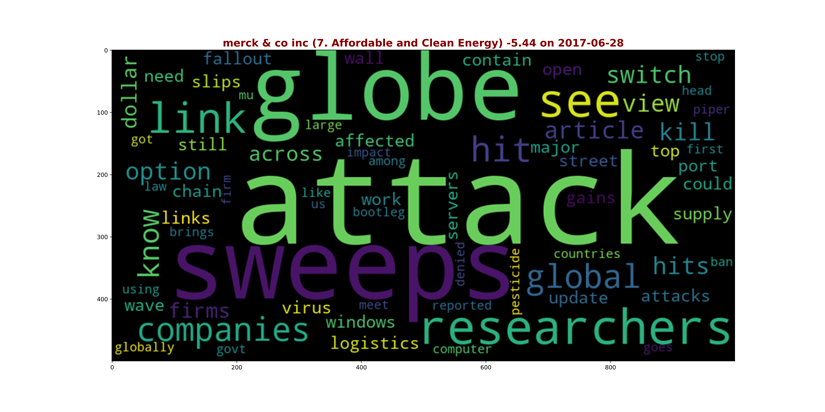 merck & co inc (7. Affordable and Clean Energy) -5.44 on 2017-06-28
0
100
200
300
400
0
200
400
600
800
dollar
need
fallout
slips
mu
globe
wall
contain
open
switch
stop
head
see
view
piper
link
large
got
still
across
affected
impact
among
hit
major
article
street
kill
top
first
port
option
law
chain
firm
attack
like
us
work
bootleg
servers
gains
could
supply
know
links
brings
sweeps
denied
pesticide
countries
global
hits
ban
using
wave
firms
virus
meet
reported
update
attacks
companies
windows
researchers
globally
govt
logistics
computer
goes